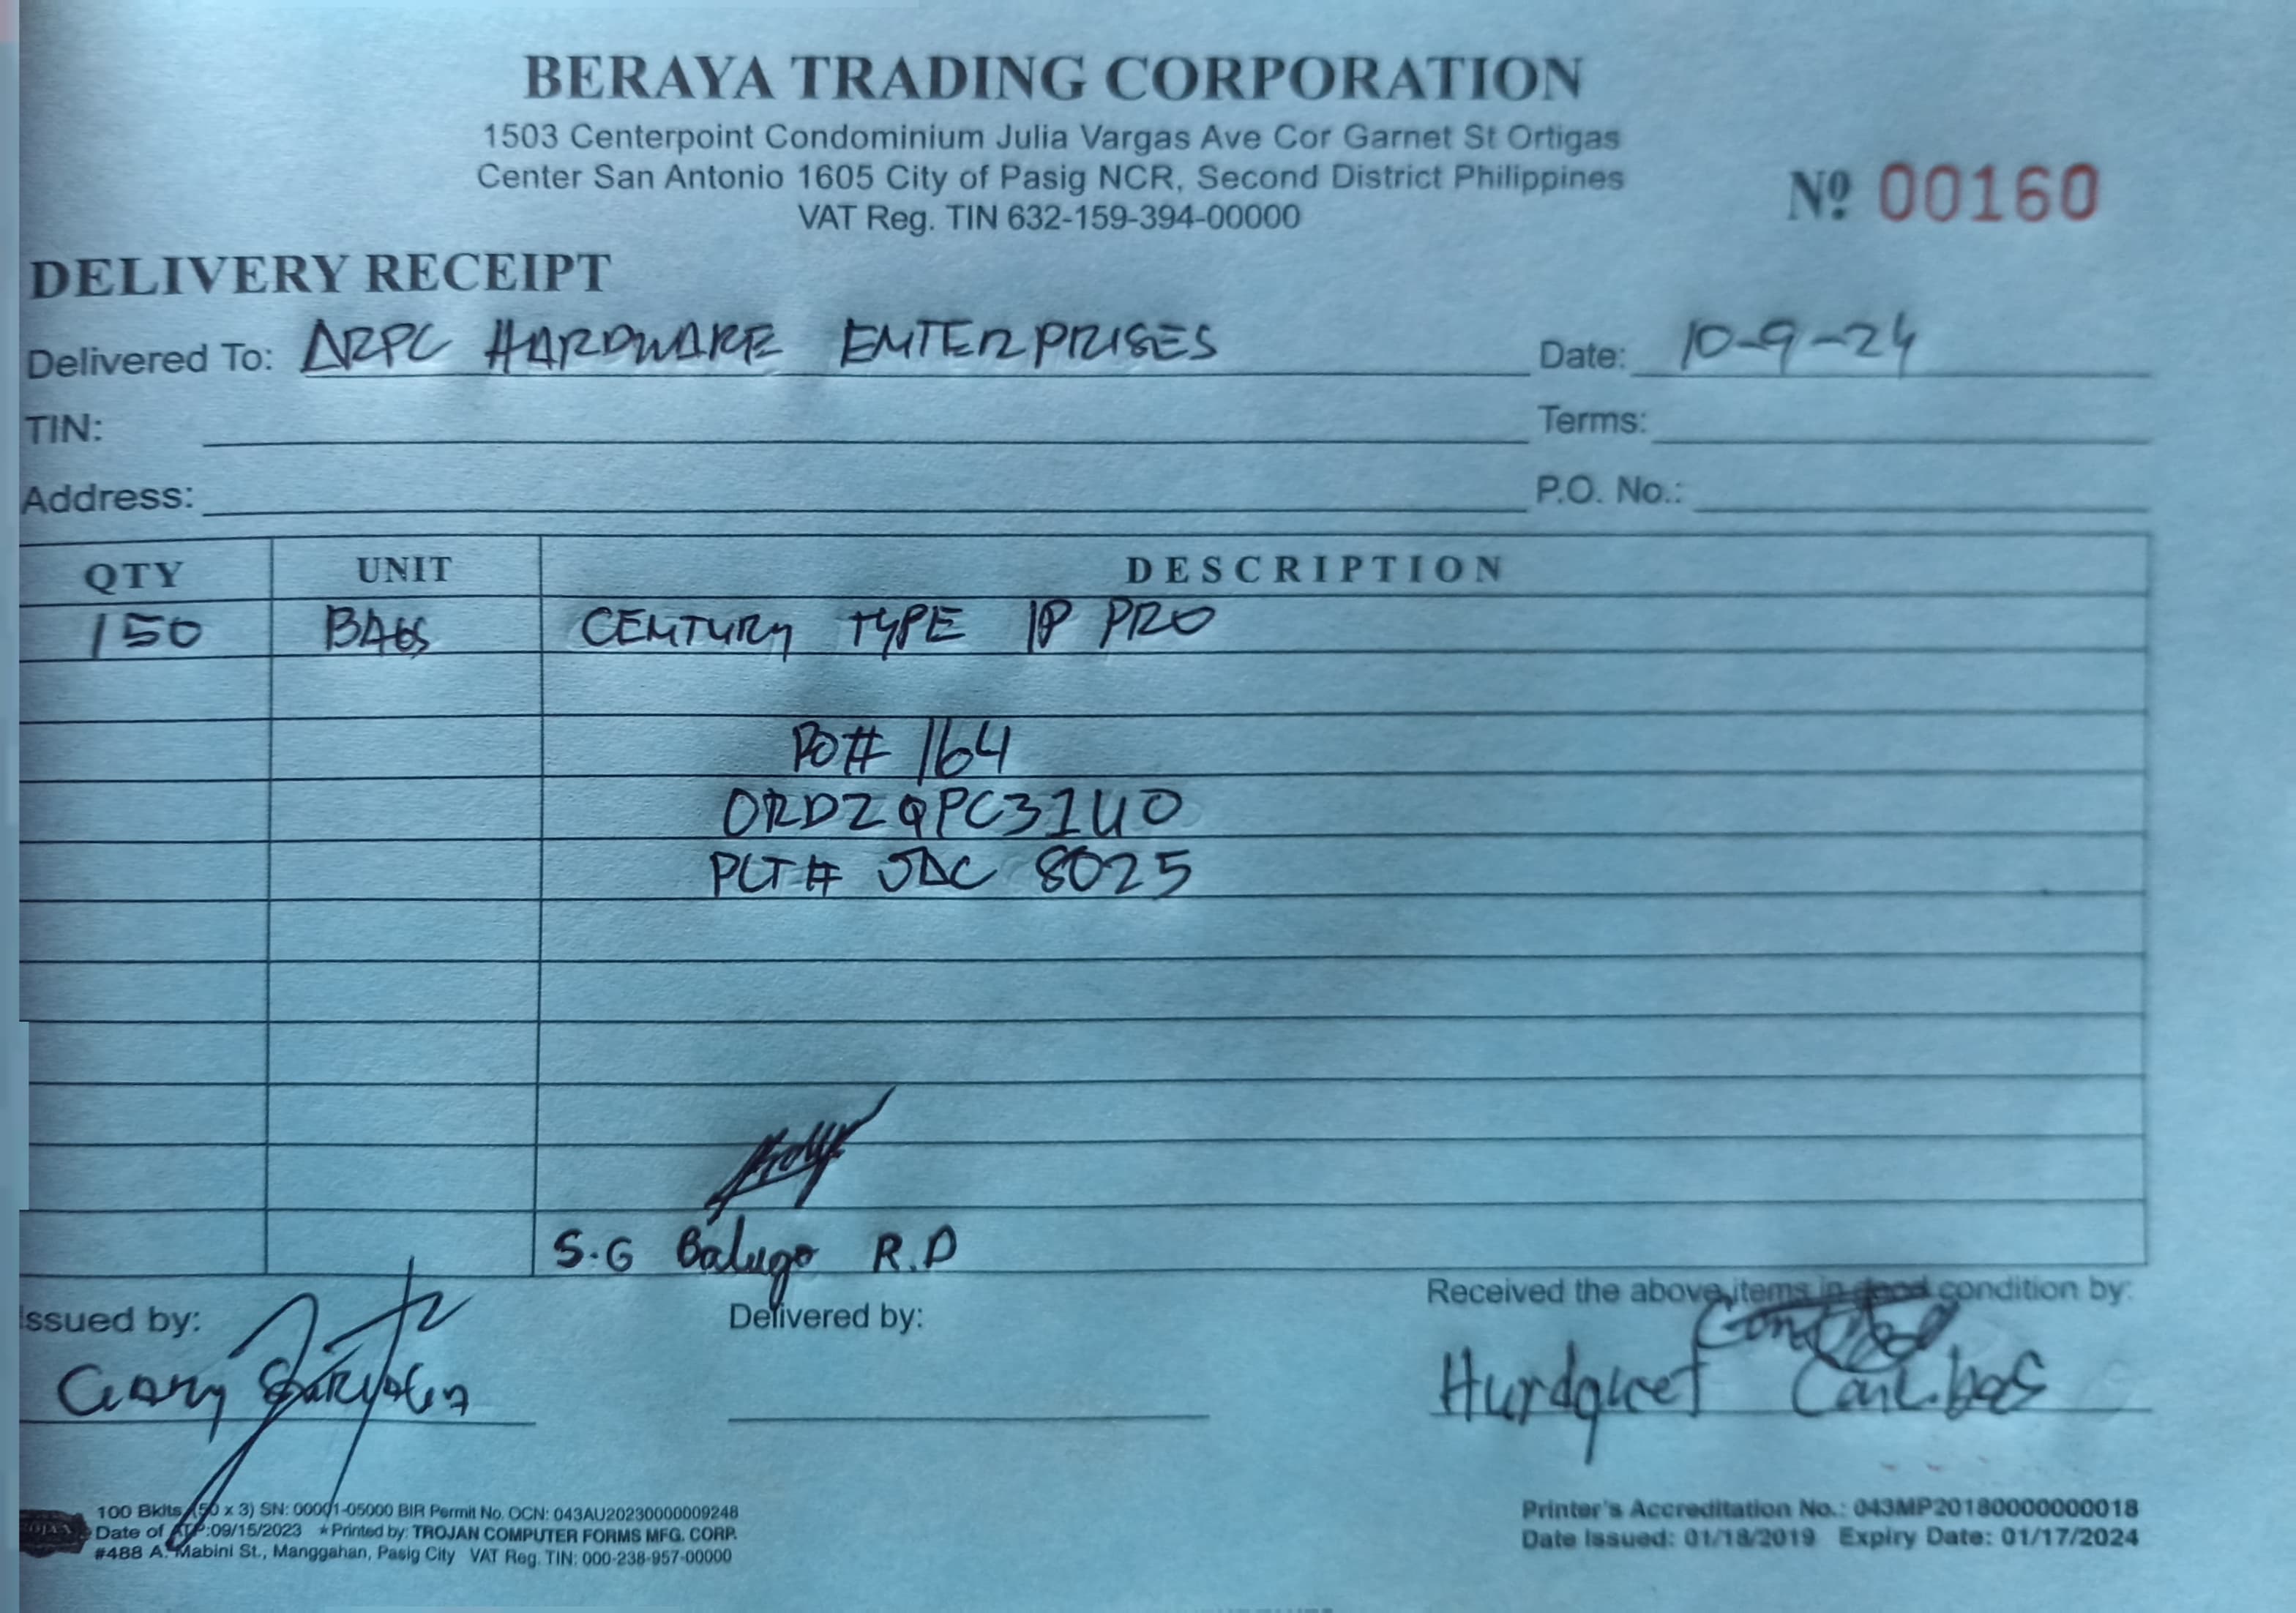 BERAYA TRADING CORPORATION
1503 Centerpoint Condominium Julia Vargas Ave Cor Garnet St Ortigas
Center San Antonio 1605 City of Pasig NCR, Second District Philippines
VAT Reg. TIN 632-159-394-00000
Nº 00160
DELIVERY RECEIPT
Delivered To: ARPC HARDWARE ENTERPRISES Date: 10-9-24
TIN: Terms:
Address: P.O. No.:
QTY UNIT DESCRIPTION
150 BAGS CENTURY TYPE 1P PRO
PO# 164
ORDZQPC31U0
PLT# JAC 8025
S.G Balugo R.D
Issued by: Delivered by: Received the above items in good condition by:
100 Bklts. (50 x 3) SN: 00001-05000 BIR Permit No. OCN: 043AU20230000009248
Date of ATP:09/15/2023 ★Printed by: TROJAN COMPUTER FORMS MFG. CORP.
#488 A. Mabini St., Manggahan, Pasig City VAT Reg. TIN: 000-238-957-00000
Printer's Accreditation No.: 043MP20180000000018
Date Issued: 01/18/2019 Expiry Date: 01/17/2024